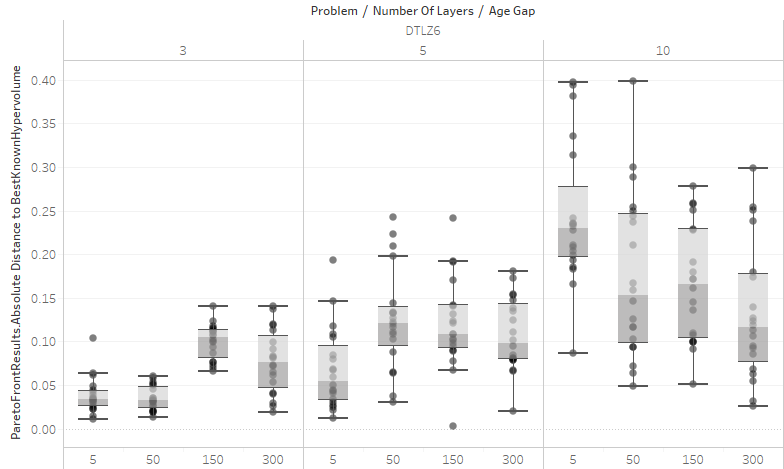 Problem / Number Of Layers / Age Gap
DTLZ6
3 5 10
ParetoFrontResults.Absolute Distance to BestKnownHypervolume
0.40
0.35
0.30
0.25
0.20
0.15
0.10
0.05
0.00
5 50 150 300 5 50 150 300 5 50 150 300